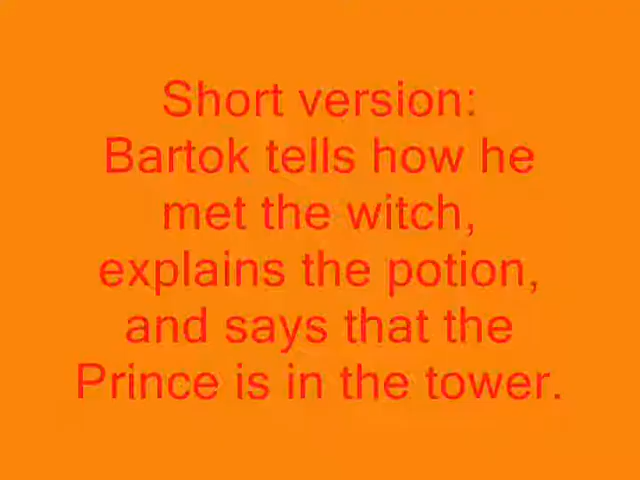 Short version:
Bartok tells how he
met the witch,
explains the potion,
and says that the
Prince is in the tower.